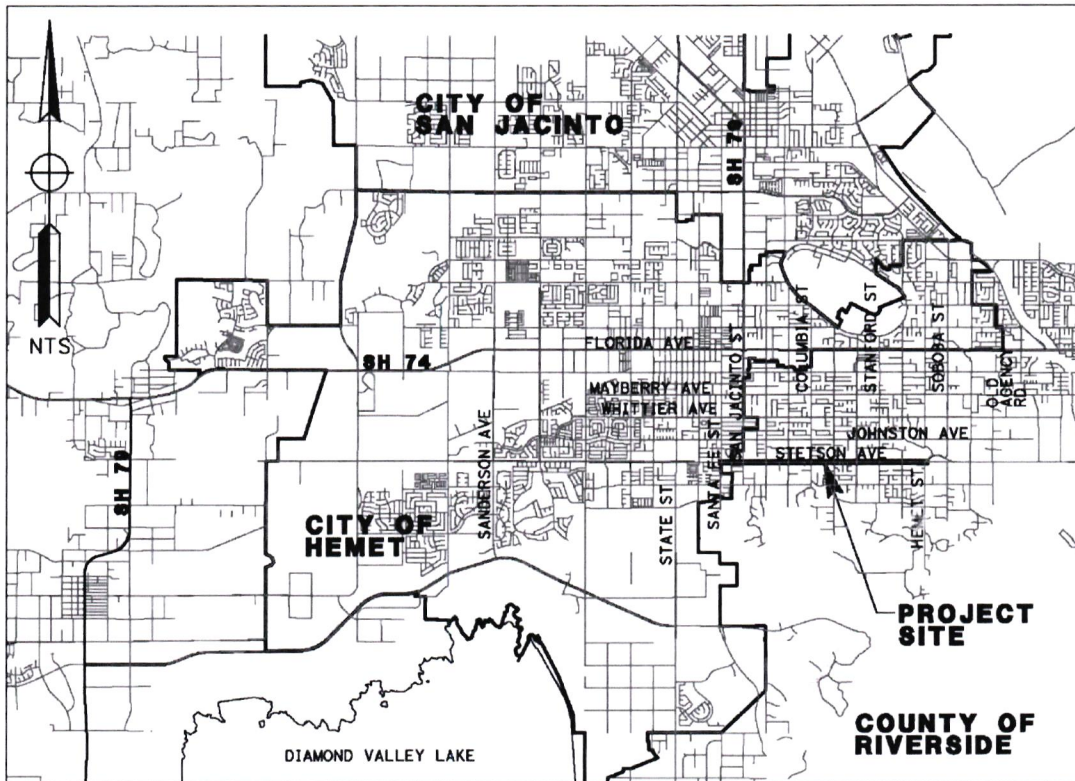 CITY OF
SAN JACINTO
SH 79
NTS
COLUMBIA ST
STANFORD ST
SOBOBA ST
FLORIDA AVE
SH 74
SAN JACINTO ST
OLD
AGENCY
RD
MAYBERRY AVE
WHITTIER AVE
SANTA FE ST
JOHNSTON AVE
STETSON AVE
SANDERSON AVE
SH 79
CITY OF
HEMET
STATE ST
HEMET ST
PROJECT
SITE
COUNTY OF
RIVERSIDE
DIAMOND VALLEY LAKE